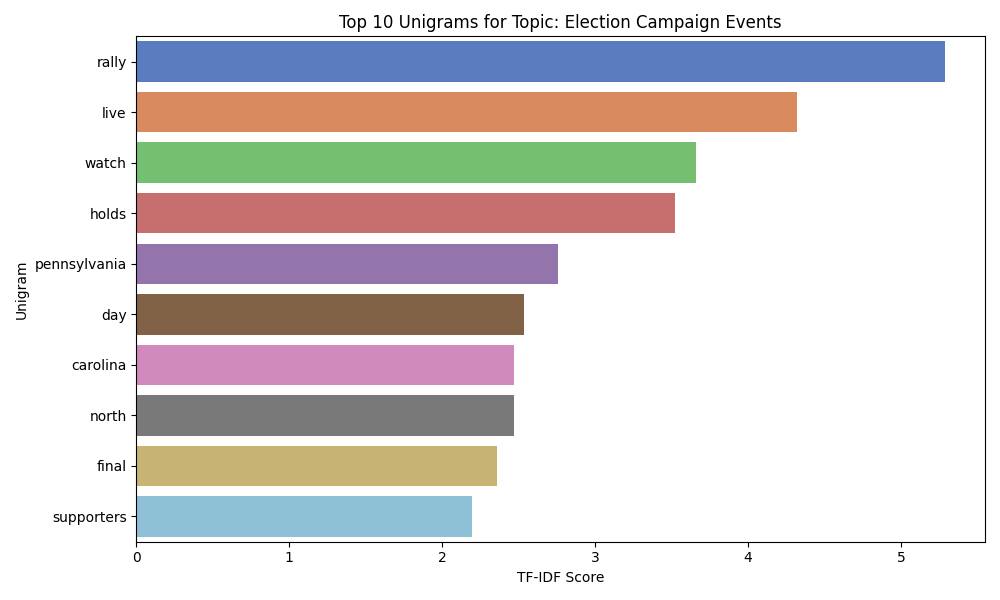 Top 10 Unigrams for Topic: Election Campaign Events
Unigram
rally
live
watch
holds
pennsylvania
day
carolina
north
final
supporters
0 1 2 3 4 5
TF-IDF Score